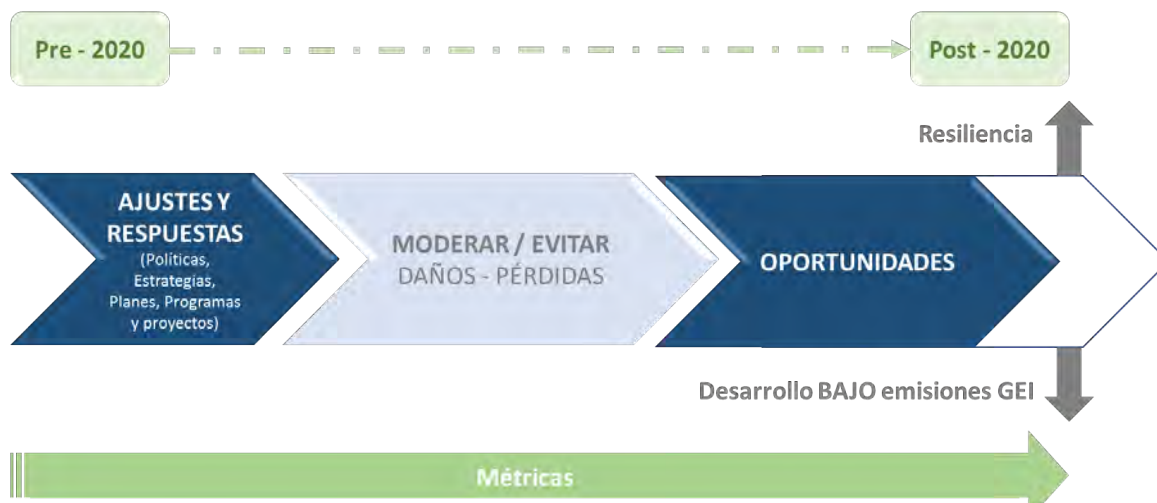 Pre - 2020
Post - 2020
Resiliencia
AJUSTES Y
RESPUESTAS
(Políticas,
Estrategias,
Planes, Programas
y proyectos)
MODERAR / EVITAR
DAÑOS - PÉRDIDAS
OPORTUNIDADES
Desarrollo BAJO emisiones GEI
Métricas